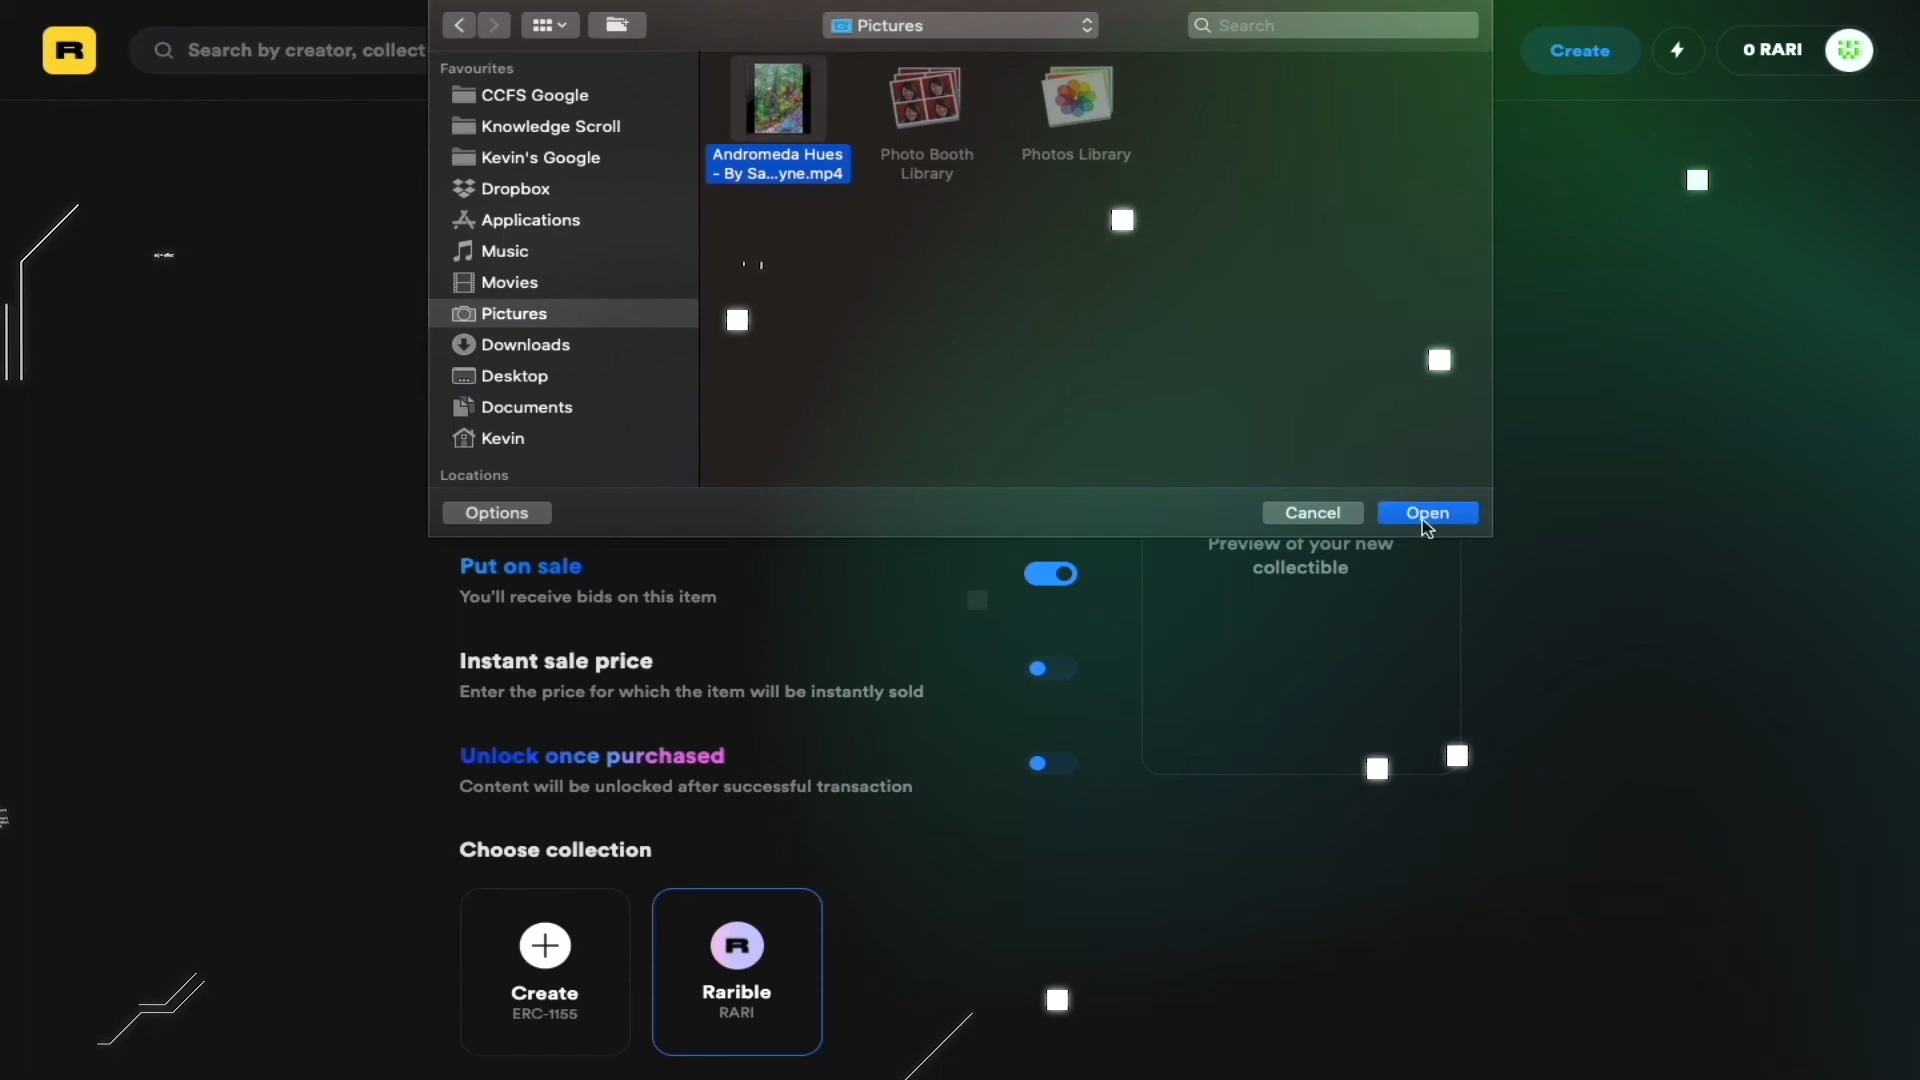 R
Search by creator, collect
Pictures
Search
Create
0 RARI
Favourites
CCFS Google
Knowledge Scroll
Kevin's Google
Dropbox
Applications
Music
Movies
Pictures
Downloads
Desktop
Documents
Kevin
Locations
Andromeda Hues
- By Sa...yne.mp4
Photo Booth
Library
Photos Library
Options
Cancel
Open
Preview of your new
collectible
Put on sale
You'll receive bids on this item
Instant sale price
Enter the price for which the item will be instantly sold
Unlock once purchased
Content will be unlocked after successful transaction
Choose collection
Create
ERC-1155
R
Rarible
RARI